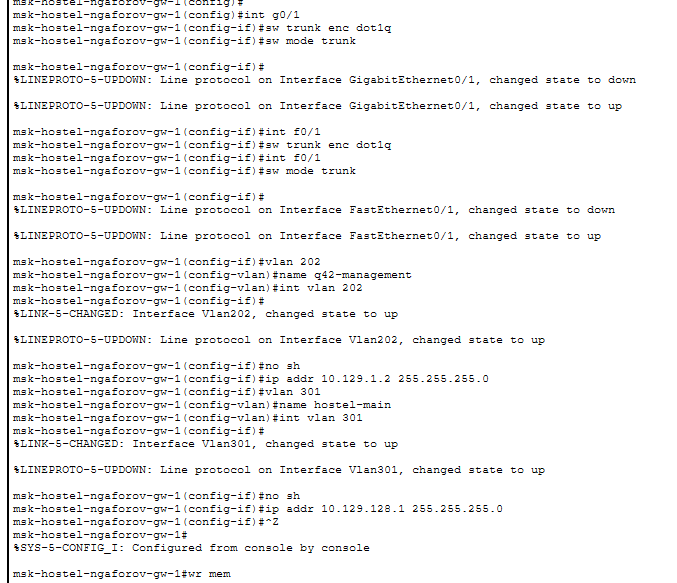 msk-hostel-ngaforov-gw-1(config)#
msk-hostel-ngaforov-gw-1(config)#int g0/1
msk-hostel-ngaforov-gw-1(config-if)#sw trunk enc dot1q
msk-hostel-ngaforov-gw-1(config-if)#sw mode trunk
msk-hostel-ngaforov-gw-1(config-if)#
%LINEPROTO-5-UPDOWN: Line protocol on Interface GigabitEthernet0/1, changed state to down
%LINEPROTO-5-UPDOWN: Line protocol on Interface GigabitEthernet0/1, changed state to up
msk-hostel-ngaforov-gw-1(config-if)#int f0/1
msk-hostel-ngaforov-gw-1(config-if)#sw trunk enc dot1q
msk-hostel-ngaforov-gw-1(config-if)#int f0/1
msk-hostel-ngaforov-gw-1(config-if)#sw mode trunk
msk-hostel-ngaforov-gw-1(config-if)#
%LINEPROTO-5-UPDOWN: Line protocol on Interface FastEthernet0/1, changed state to down
%LINEPROTO-5-UPDOWN: Line protocol on Interface FastEthernet0/1, changed state to up
msk-hostel-ngaforov-gw-1(config-if)#vlan 202
msk-hostel-ngaforov-gw-1(config-vlan)#name q42-management
msk-hostel-ngaforov-gw-1(config-vlan)#int vlan 202
msk-hostel-ngaforov-gw-1(config-if)#
%LINK-5-CHANGED: Interface Vlan202, changed state to up
%LINEPROTO-5-UPDOWN: Line protocol on Interface Vlan202, changed state to up
msk-hostel-ngaforov-gw-1(config-if)#no sh
msk-hostel-ngaforov-gw-1(config-if)#ip addr 10.129.1.2 255.255.255.0
msk-hostel-ngaforov-gw-1(config-if)#vlan 301
msk-hostel-ngaforov-gw-1(config-vlan)#name hostel-main
msk-hostel-ngaforov-gw-1(config-vlan)#int vlan 301
msk-hostel-ngaforov-gw-1(config-if)#
%LINK-5-CHANGED: Interface Vlan301, changed state to up
%LINEPROTO-5-UPDOWN: Line protocol on Interface Vlan301, changed state to up
msk-hostel-ngaforov-gw-1(config-if)#no sh
msk-hostel-ngaforov-gw-1(config-if)#ip addr 10.129.128.1 255.255.255.0
msk-hostel-ngaforov-gw-1(config-if)#^Z
msk-hostel-ngaforov-gw-1#
%SYS-5-CONFIG_I: Configured from console by console
msk-hostel-ngaforov-gw-1#wr mem